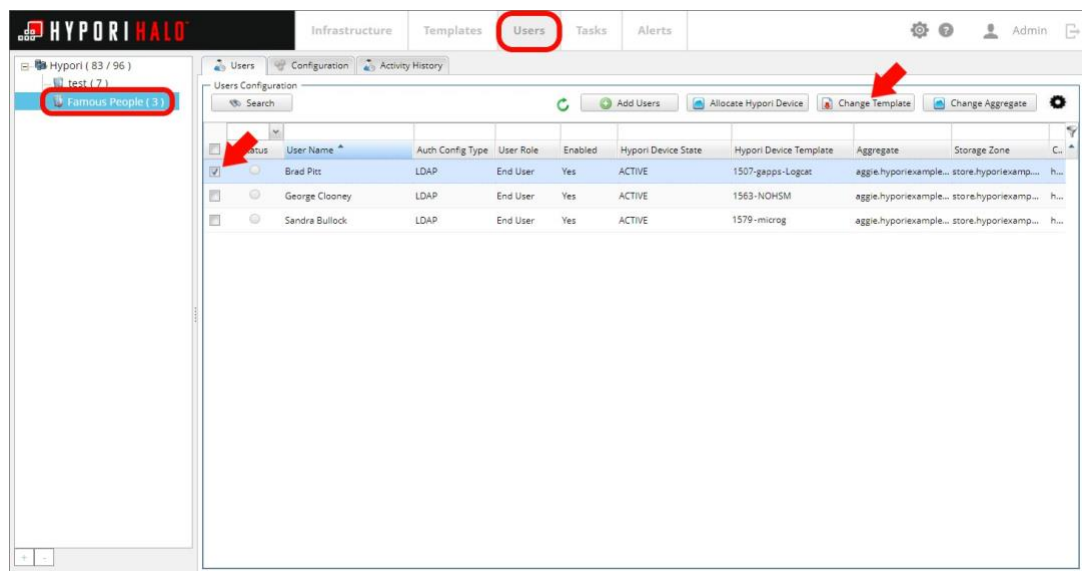 HYPORI HALO
Infrastructure Templates Users Tasks Alerts Admin
Hypori ( 83 / 96 )
test ( 7 )
Famous People ( 3 )
Users Configuration Activity History
Users Configuration
Search Add Users Allocate Hypori Device Change Template Change Aggregate
User Name Auth Config Type User Role Enabled Hypori Device State Hypori Device Template Aggregate Storage Zone C...
Brad Pitt LDAP End User Yes ACTIVE 1507-gapps-Logcat aggie.hyporiexample... store.hyporiexamp... h...
George Clooney LDAP End User Yes ACTIVE 1563-NOHSM aggie.hyporiexample... store.hyporiexamp... h...
Sandra Bullock LDAP End User Yes ACTIVE 1579-microg aggie.hyporiexample... store.hyporiexamp... h...